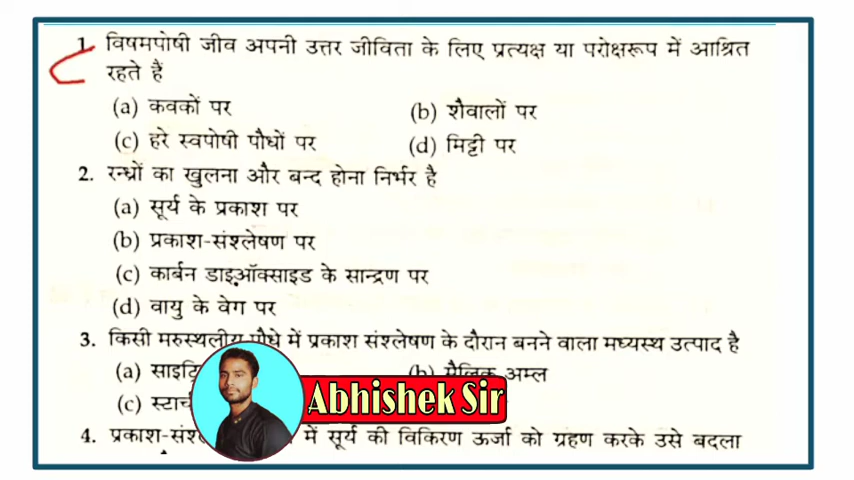 1. विषमपोषी जीव अपनी उत्तर जीविता के लिए प्रत्यक्ष या परोक्षरूप में आश्रित
रहते हैं
(a) कवकों पर (b) शैवालों पर
(c) हरे स्वपोषी पौधों पर (d) मिट्टी पर
2. रन्ध्रों का खुलना और बन्द होना निर्भर है
(a) सूर्य के प्रकाश पर
(b) प्रकाश-संश्लेषण पर
(c) कार्बन डाइऑक्साइड के सान्द्रण पर
(d) वायु के वेग पर
3. किसी मरुस्थलीय पौधे में प्रकाश संश्लेषण के दौरान बनने वाला मध्यस्थ उत्पाद है
(a) (b) मैलिक अम्ल
(c)
Abhishek Sir
4. में सूर्य की विकिरण ऊर्जा को ग्रहण करके उसे बदला